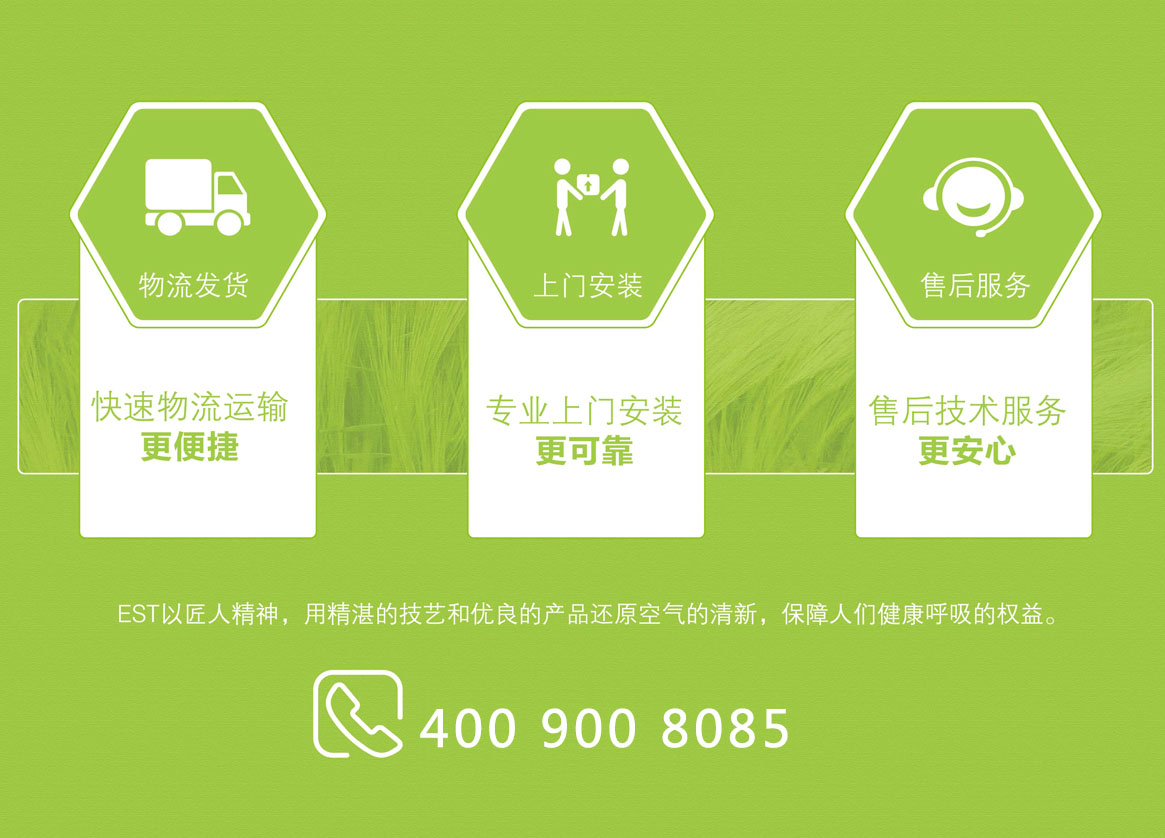 物流发货
上门安装
售后服务
快速物流运输
更便捷
专业上门安装
更可靠
售后技术服务
更安心
EST以匠人精神，用精湛的技艺和优良的产品还原空气的清新，保障人们健康呼吸的权益。
400 900 8085